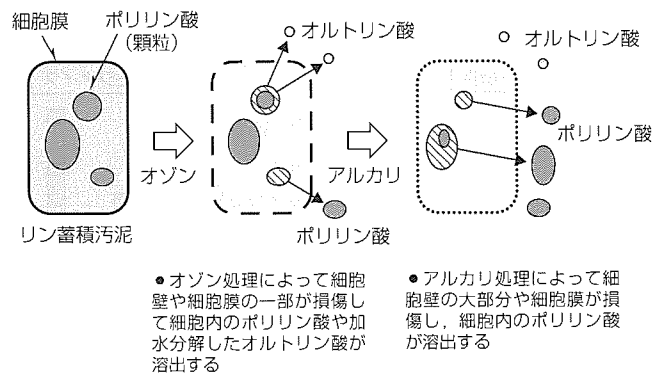 細胞膜
ポリリン酸
（顆粒）
オルトリン酸
オルトリン酸
オゾン
アルカリ
ポリリン酸
ポリリン酸
リン蓄積汚泥
●オゾン処理によって細胞
壁や細胞膜の一部が損傷し
て細胞内のポリリン酸や加
水分解したオルトリン酸が
溶出する
●アルカリ処理によって細
胞壁の大部分や細胞膜が損
傷し，細胞内のポリリン酸
が溶出する